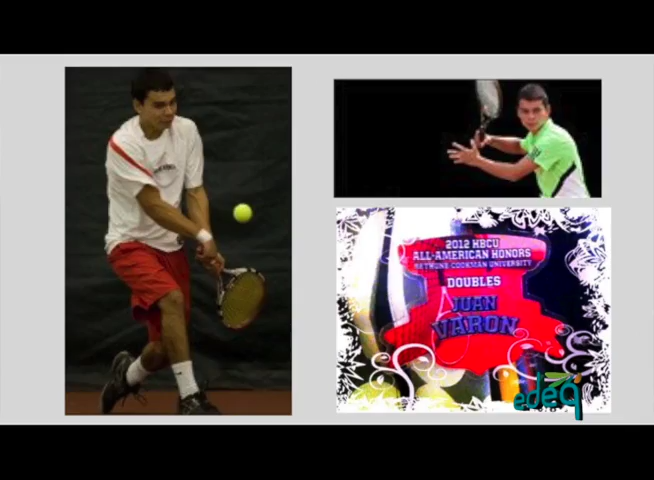 2012 HBCU
ALL-AMERICAN HONORS
BETHUNE COOKMAN UNIVERSITY
DOUBLES
JUAN
VARON
edeq